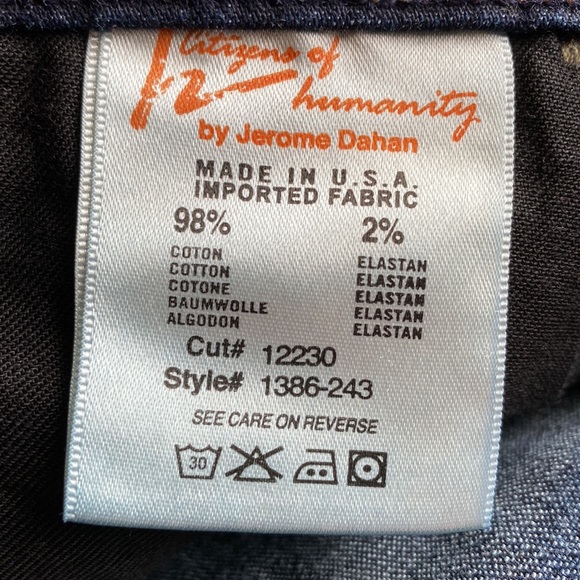 Citizens of
humanity
by Jerome Dahan
MADE IN U.S.A.
IMPORTED FABRIC
98% 2%
COTON ELASTAN
COTTON ELASTAN
COTONE ELASTAN
BAUMWOLLE ELASTAN
ALGODON ELASTAN
Cut# 12230
Style# 1386-243
SEE CARE ON REVERSE
30